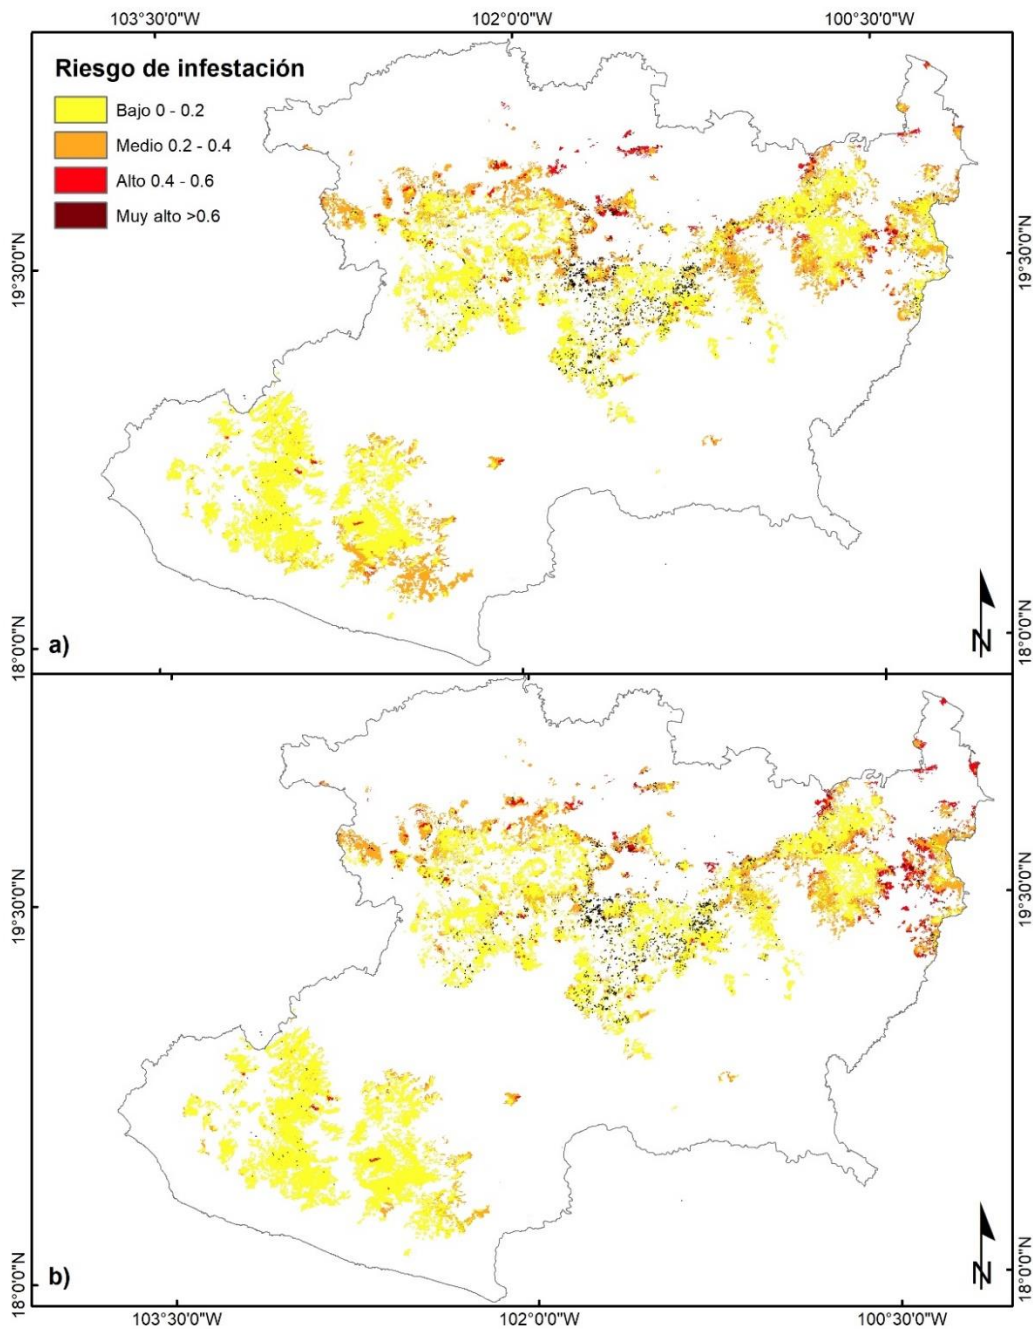 103°30'0"W 102°0'0"W 100°30'0"W
Riesgo de infestación
Bajo 0 - 0.2
Medio 0.2 - 0.4
Alto 0.4 - 0.6
Muy alto >0.6
19°30'0"N 19°30'0"N
18°0'0"N 18°0'0"N
a) N
19°30'0"N 19°30'0"N
18°0'0"N 18°0'0"N
b) N
103°30'0"W 102°0'0"W 100°30'0"W